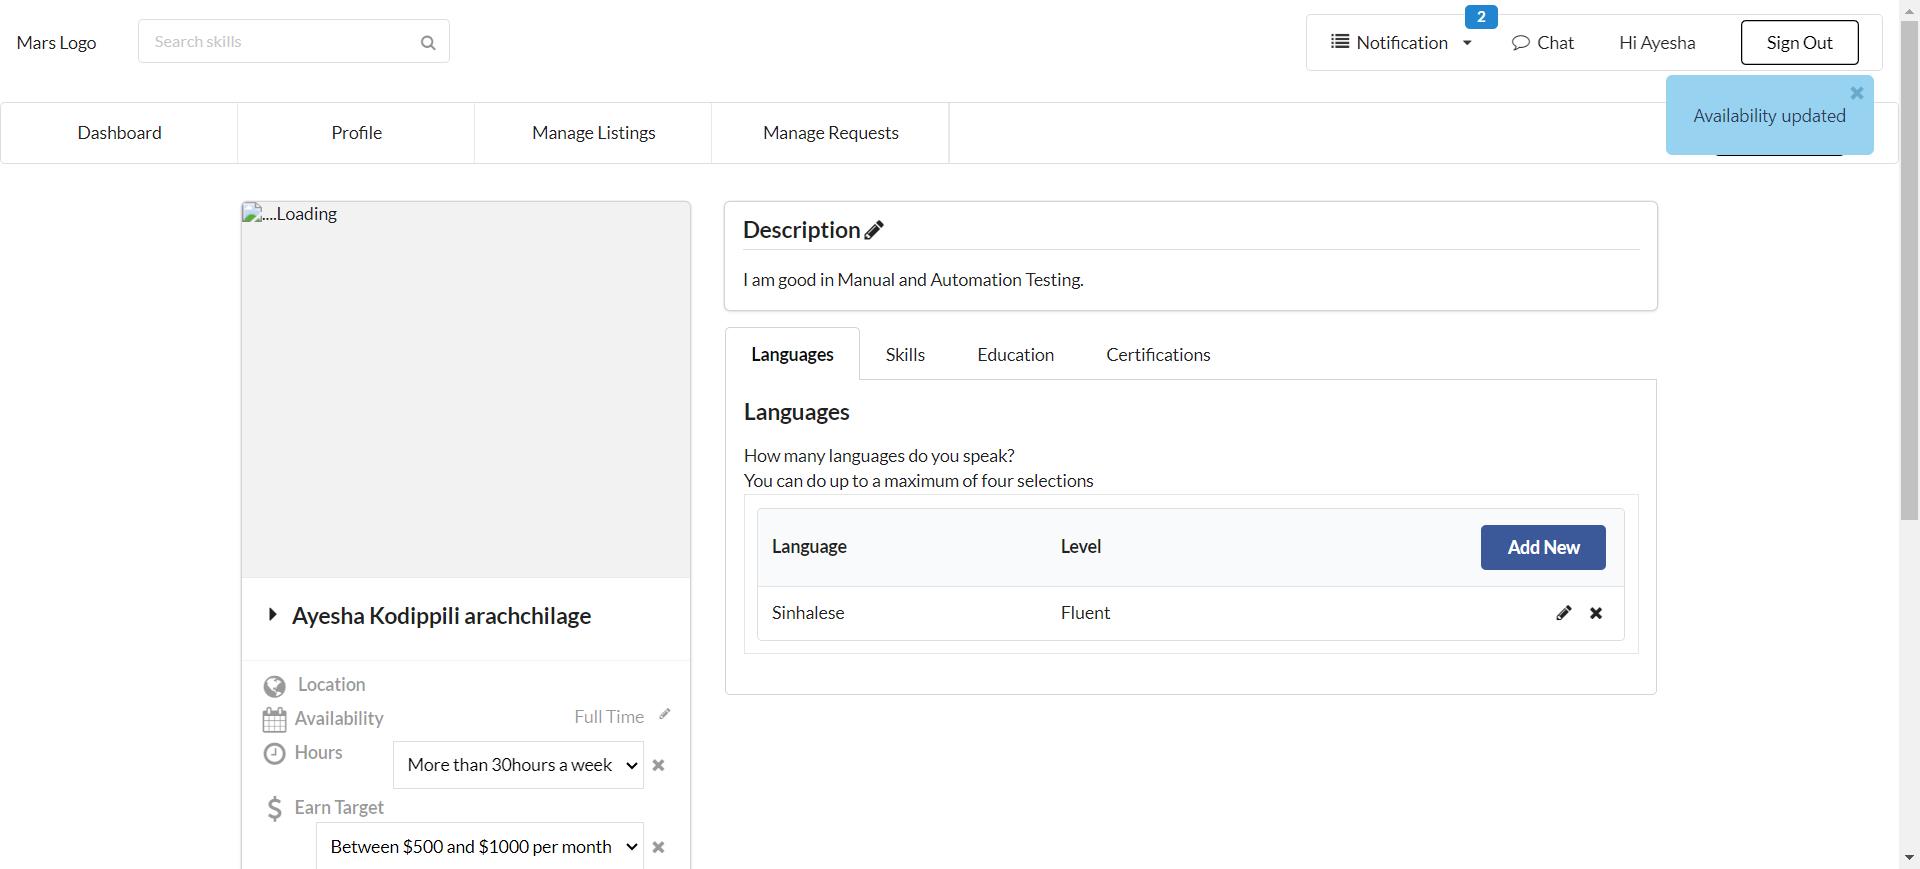 Mars Logo
Search skills
2
Notification
Chat
Hi Ayesha
Sign Out
Availability updated
Dashboard
Profile
Manage Listings
Manage Requests
....Loading
Ayesha Kodippili arachchilage
Location
Availability
Full Time
Hours
More than 30hours a week
Earn Target
Between $500 and $1000 per month
Description
I am good in Manual and Automation Testing.
Languages
Skills
Education
Certifications
Languages
How many languages do you speak?
You can do up to a maximum of four selections
Language
Level
Add New
Sinhalese
Fluent